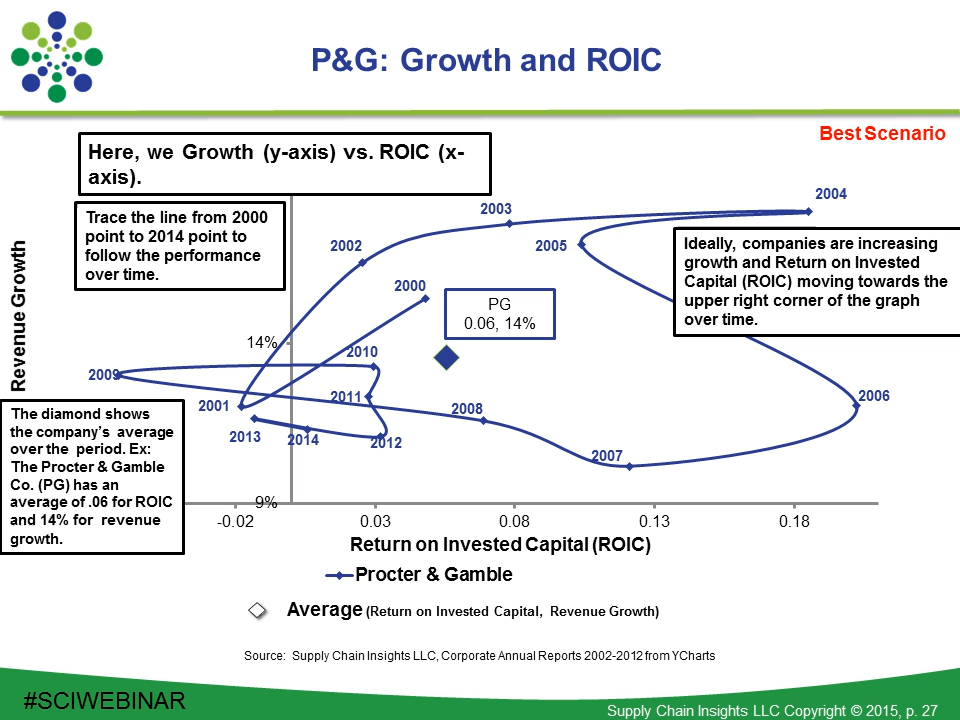 P&G: Growth and ROIC
Best Scenario
Here, we Growth (y-axis) vs. ROIC (x-
axis).
Trace the line from 2000
point to 2014 point to
follow the performance
over time.
2004
2003
2002
2005
Ideally, companies are increasing
growth and Return on Invested
Capital (ROIC) moving towards the
upper right corner of the graph
over time.
2000
PG
0.06, 14%
Revenue Growth
14%
2010
2009
2011
2006
2001
2008
2013
2014
2012
2007
The diamond shows
the company's average
over the period. Ex:
The Procter & Gamble
Co. (PG) has an
average of .06 for ROIC
and 14% for revenue
growth.
9%
-0.02
0.03
0.08
0.13
0.18
Return on Invested Capital (ROIC)
Procter & Gamble
Average (Return on Invested Capital, Revenue Growth)
Source: Supply Chain Insights LLC, Corporate Annual Reports 2002-2012 from YCharts
#SCIWEBINAR
Supply Chain Insights LLC Copyright © 2015, p. 27